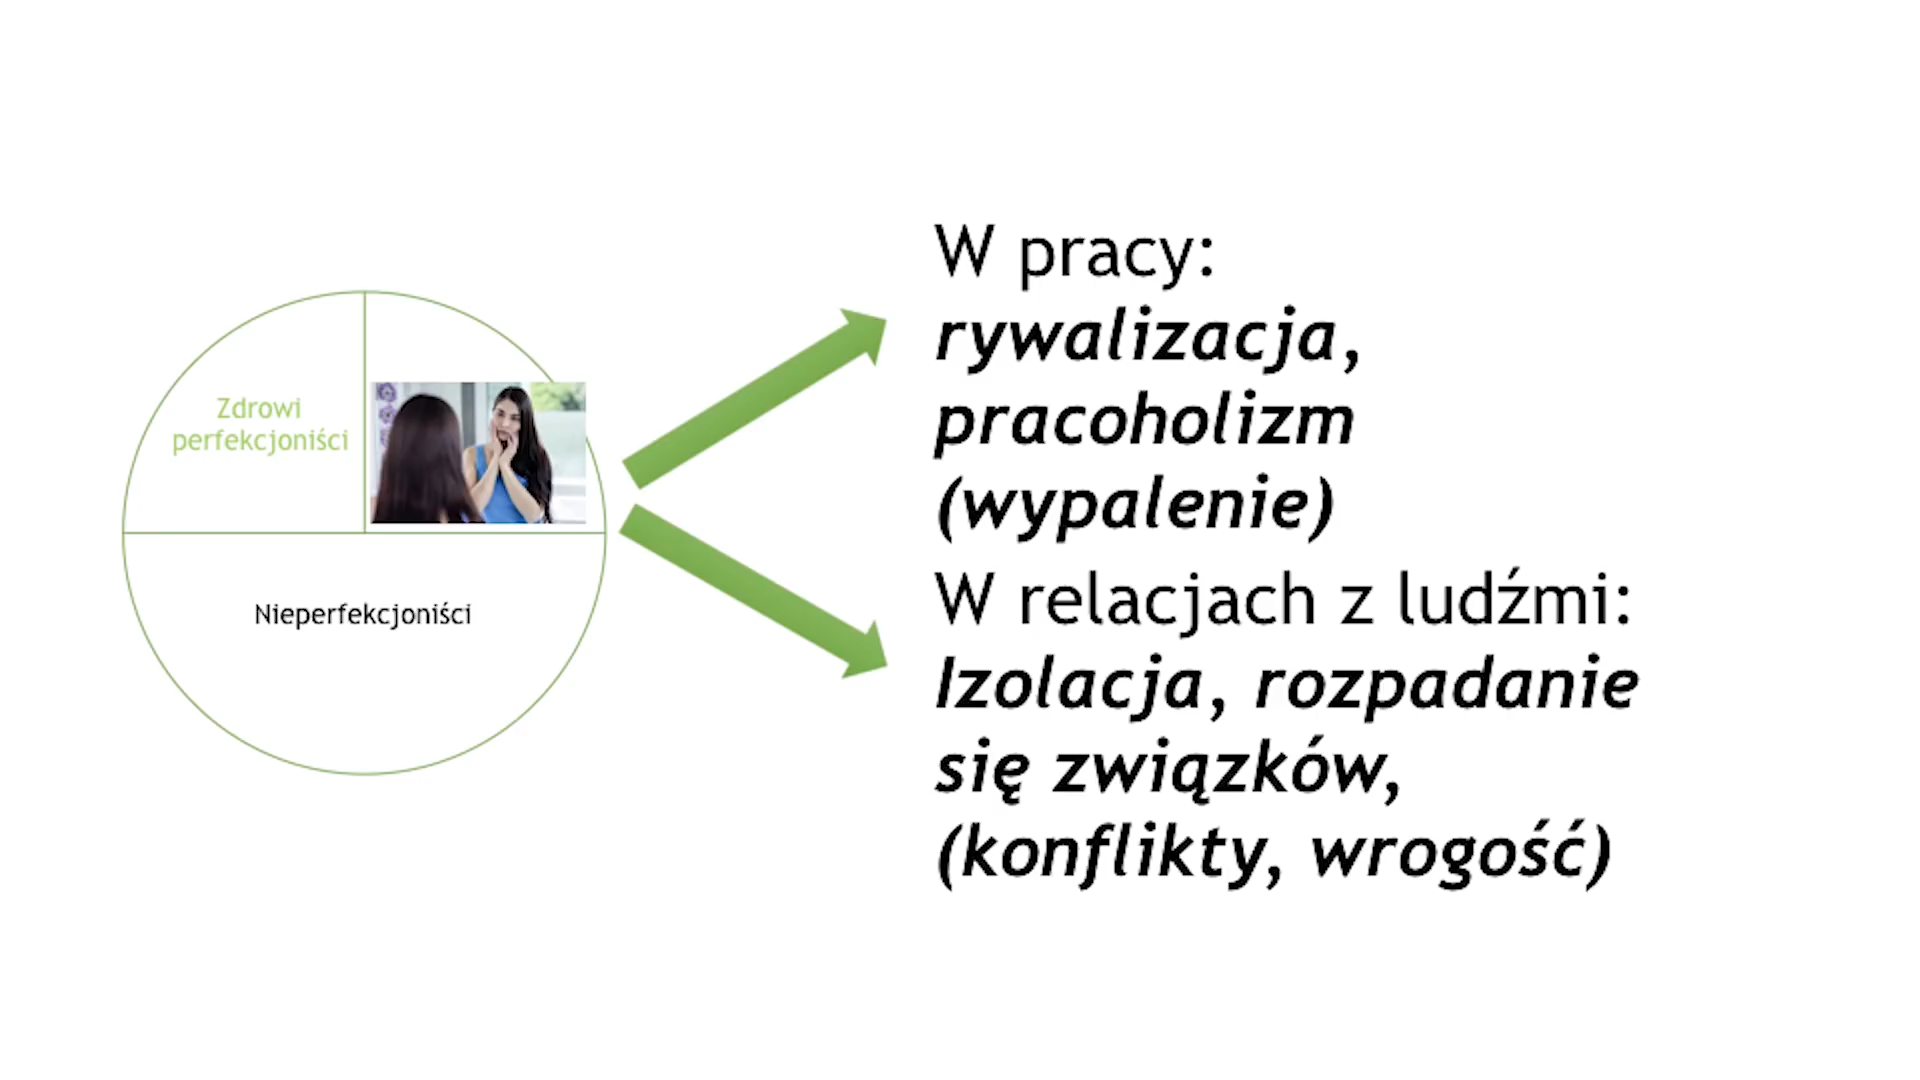 Zdrowi
perfekcjoniści
Nieperfekcjoniści
W pracy:
rywalizacja,
pracoholizm
(wypalenie)
W relacjach z ludźmi:
Izolacja, rozpadanie
się związków,
(konflikty, wrogość)